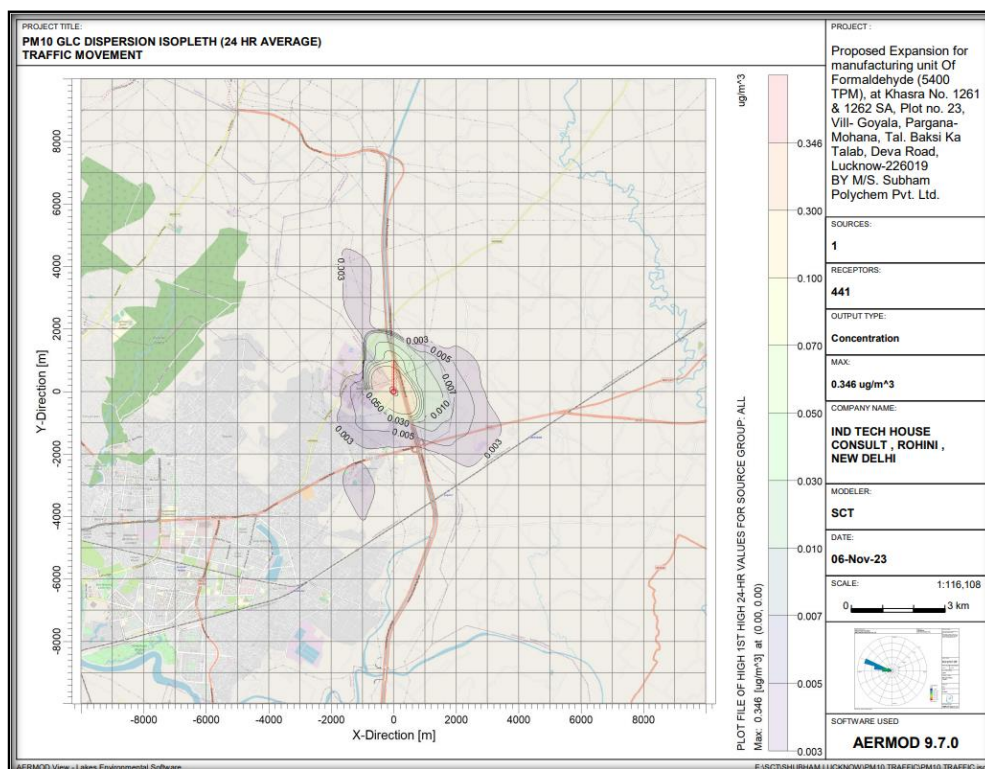 PROJECT TITLE:
PM10 GLC DISPERSION ISOPLETH (24 HR AVERAGE)
TRAFFIC MOVEMENT
Y-Direction [m]
8000
6000
4000
2000
0
-2000
-4000
-6000
-8000
0.003
0.003
0.005
0.007
0.010
0.050
0.030
0.005
0.003
0.003
-8000
-6000
-4000
-2000
0
2000
4000
6000
8000
X-Direction [m]
AERMOD View - Lakes Environmental Software
ug/m^3
PLOT FILE OF HIGH 1ST HIGH 24-HR VALUES FOR SOURCE GROUP: ALL
Max: 0.346 [ug/m^3] at (0.00, 0.00)
0.346
0.300
0.100
0.070
0.050
0.030
0.010
0.007
0.005
0.003
PROJECT :
Proposed Expansion for
manufacturing unit Of
Formaldehyde (5400
TPM), at Khasra No. 1261
& 1262 SA, Plot no. 23,
Vill- Goyala, Pargana-
Mohana, Tal. Baksi Ka
Talab, Deva Road,
Lucknow-226019
BY M/S. Subham
Polychem Pvt. Ltd.
SOURCES:
1
RECEPTORS:
441
OUTPUT TYPE:
Concentration
MAX:
0.346 ug/m^3
COMPANY NAME:
IND TECH HOUSE
CONSULT , ROHINI ,
NEW DELHI
MODELER:
SCT
DATE:
06-Nov-23
SCALE:
1:116,108
0
3 km
SOFTWARE USED
AERMOD 9.7.0